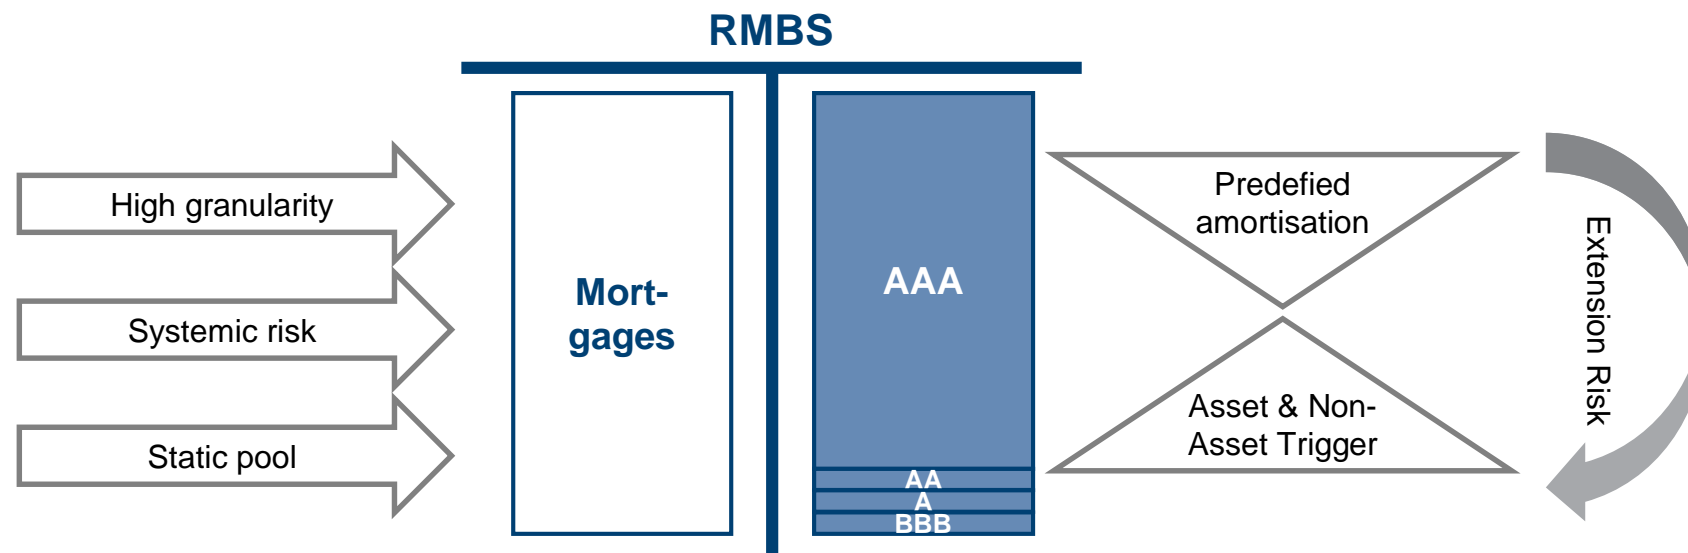 RMBS
High granularity
Systemic risk
Static pool
Mort-
gages
AAA
AA
A
BBB
Predefied
amortisation
Asset & Non-
Asset Trigger
Extension Risk